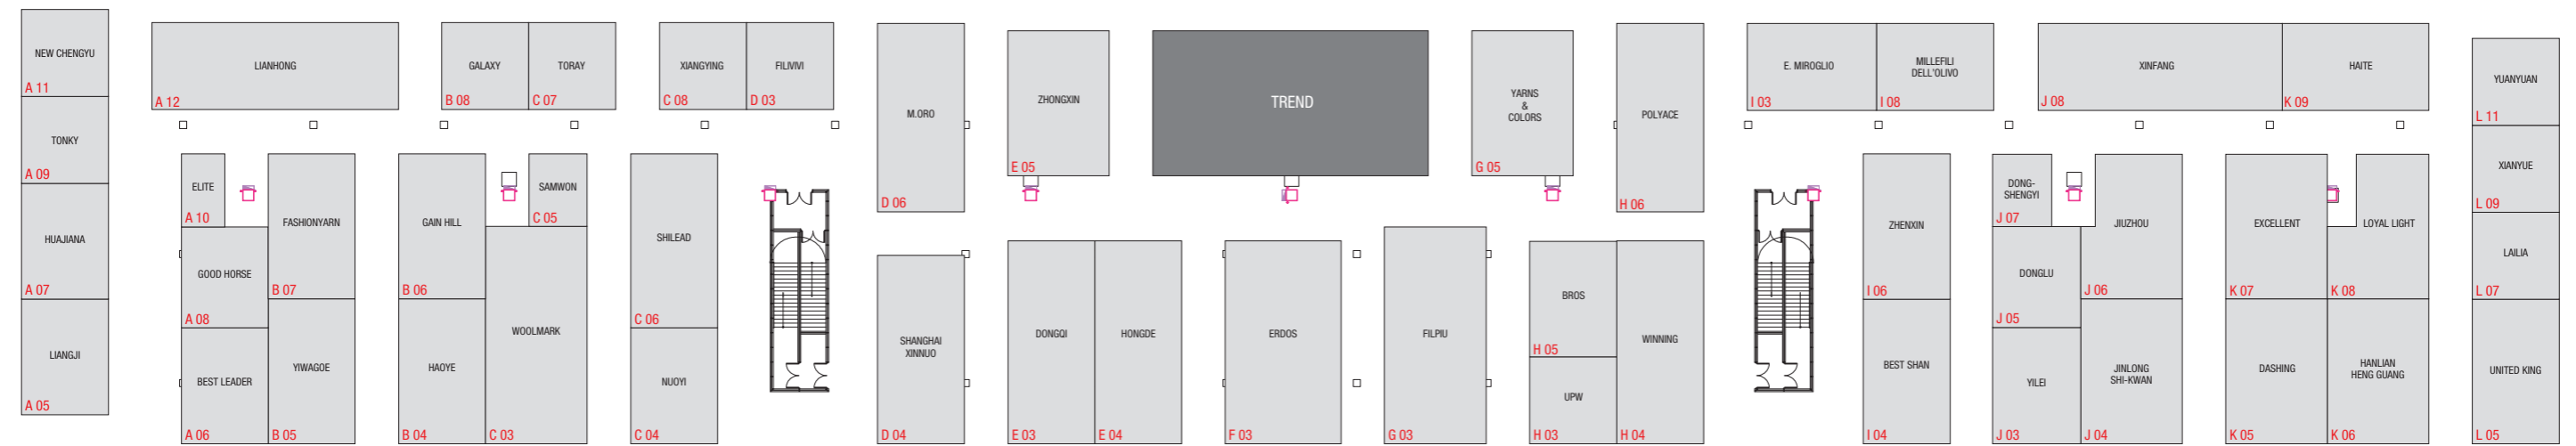 NEW CHENGYU
A 11
TONKY
A 09
HUAJIANA
A 07
LIANGJI
A 05
LIANHONG
A 12
ELITE
A 10
GOOD HORSE
A 08
BEST LEADER
A 06
FASHIONYARN
B 07
YIWAGOE
B 05
GALAXY
B 08
TORAY
C 07
GAIN HILL
B 06
HAOYE
B 04
SAMWON
C 05
WOOLMARK
C 03
XIANGYING
C 08
FILIVIVI
D 03
SHILEAD
C 06
NUOYI
C 04
M.ORO
D 06
SHANGHAI
XINNUO
D 04
ZHONGXIN
E 05
DONGQI
E 03
HONGDE
E 04
TREND
ERDOS
F 03
YARNS
&
COLORS
G 05
FILPIU
G 03
POLYACE
H 06
BROS
H 05
UPW
H 03
WINNING
H 04
E. MIROGLIO
I 03
MILLEFILI
DELL'OLIVO
I 08
ZHENXIN
I 06
BEST SHAN
I 04
XINFANG
J 08
HAITE
K 09
DONG-
SHENGYI
J 07
DONGLU
J 05
YILEI
J 03
JIUZHOU
J 06
JINLONG
SHI-KWAN
J 04
EXCELLENT
K 07
DASHING
K 05
LOYAL LIGHT
K 08
HANLIAN
HENG GUANG
K 06
YUANYUAN
L 11
XIANYUE
L 09
LAILIA
L 07
UNITED KING
L 05